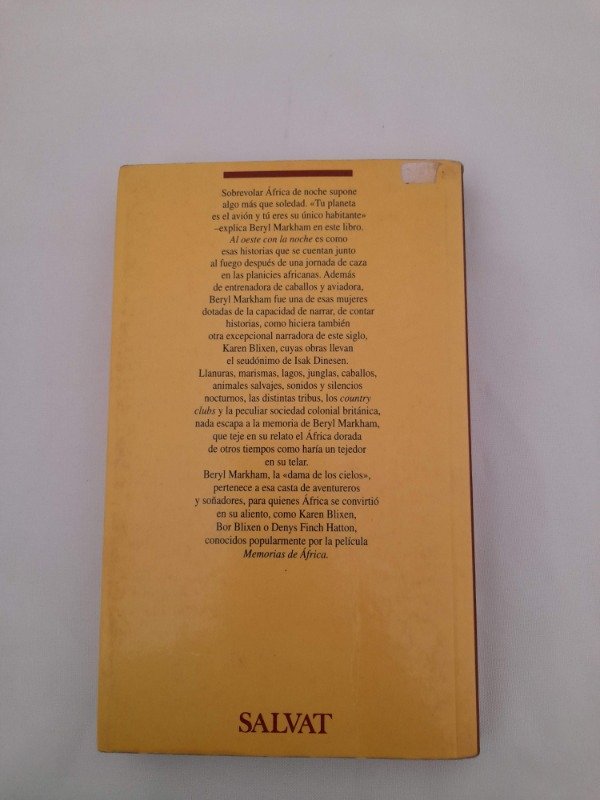 Sobrevolar África de noche supone
algo más que soledad. «Tu planeta
es el avión y tú eres su único habitante»
–explica Beryl Markham en este libro.
Al oeste con la noche es como
esas historias que se cuentan junto
al fuego después de una jornada de caza
en las planicies africanas. Además
de entrenadora de caballos y aviadora,
Beryl Markham fue una de esas mujeres
dotadas de la capacidad de narrar, de contar
historias, como hiciera también
otra excepcional narradora de este siglo,
Karen Blixen, cuyas obras llevan
el seudónimo de Isak Dinesen.
Llanuras, marismas, lagos, junglas, caballos,
animales salvajes, sonidos y silencios
nocturnos, las distintas tribus, los country
clubs y la peculiar sociedad colonial británica,
nada escapa a la memoria de Beryl Markham,
que teje en su relato el África dorada
de otros tiempos como haría un tejedor
en su telar.
Beryl Markham, la «dama de los cielos»,
pertenece a esa casta de aventureros
y soñadores, para quienes África se convirtió
en su aliento, como Karen Blixen,
Bor Blixen o Denys Finch Hatton,
conocidos popularmente por la película
Memorias de África.
SALVAT